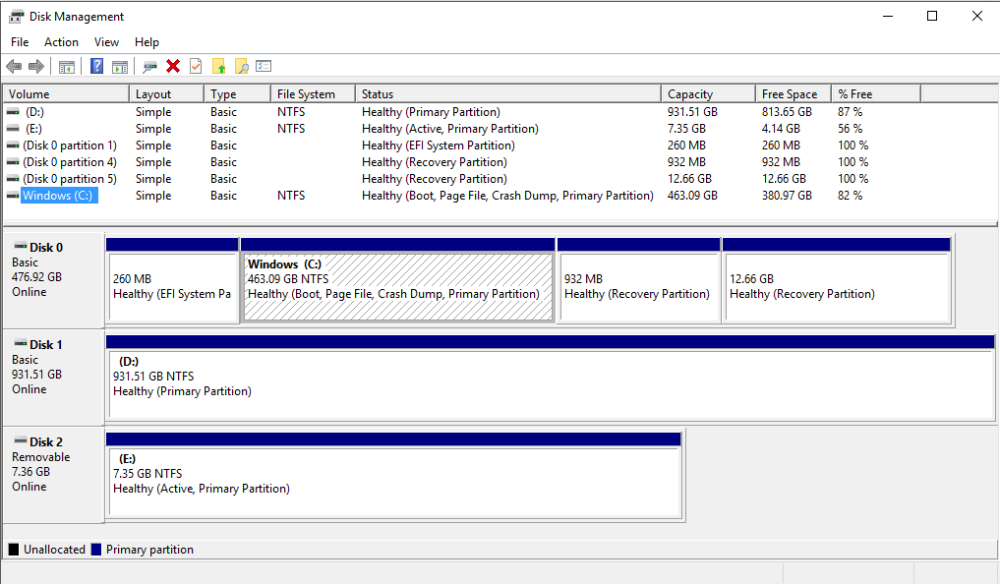 Disk Management
File Action View Help
Volume Layout Type File System Status Capacity Free Space % Free
(D:) Simple Basic NTFS Healthy (Primary Partition) 931.51 GB 813.65 GB 87 %
(E:) Simple Basic NTFS Healthy (Active, Primary Partition) 7.35 GB 4.14 GB 56 %
(Disk 0 partition 1) Simple Basic Healthy (EFI System Partition) 260 MB 260 MB 100 %
(Disk 0 partition 4) Simple Basic Healthy (Recovery Partition) 932 MB 932 MB 100 %
(Disk 0 partition 5) Simple Basic Healthy (Recovery Partition) 12.66 GB 12.66 GB 100 %
Windows (C:) Simple Basic NTFS Healthy (Boot, Page File, Crash Dump, Primary Partition) 463.09 GB 380.97 GB 82 %
Disk 0
Basic
476.92 GB
Online
260 MB
Healthy (EFI System Pa
Windows (C:)
463.09 GB NTFS
Healthy (Boot, Page File, Crash Dump, Primary Partition)
932 MB
Healthy (Recovery Partition)
12.66 GB
Healthy (Recovery Partition)
Disk 1
Basic
931.51 GB
Online
(D:)
931.51 GB NTFS
Healthy (Primary Partition)
Disk 2
Removable
7.36 GB
Online
(E:)
7.35 GB NTFS
Healthy (Active, Primary Partition)
Unallocated Primary partition